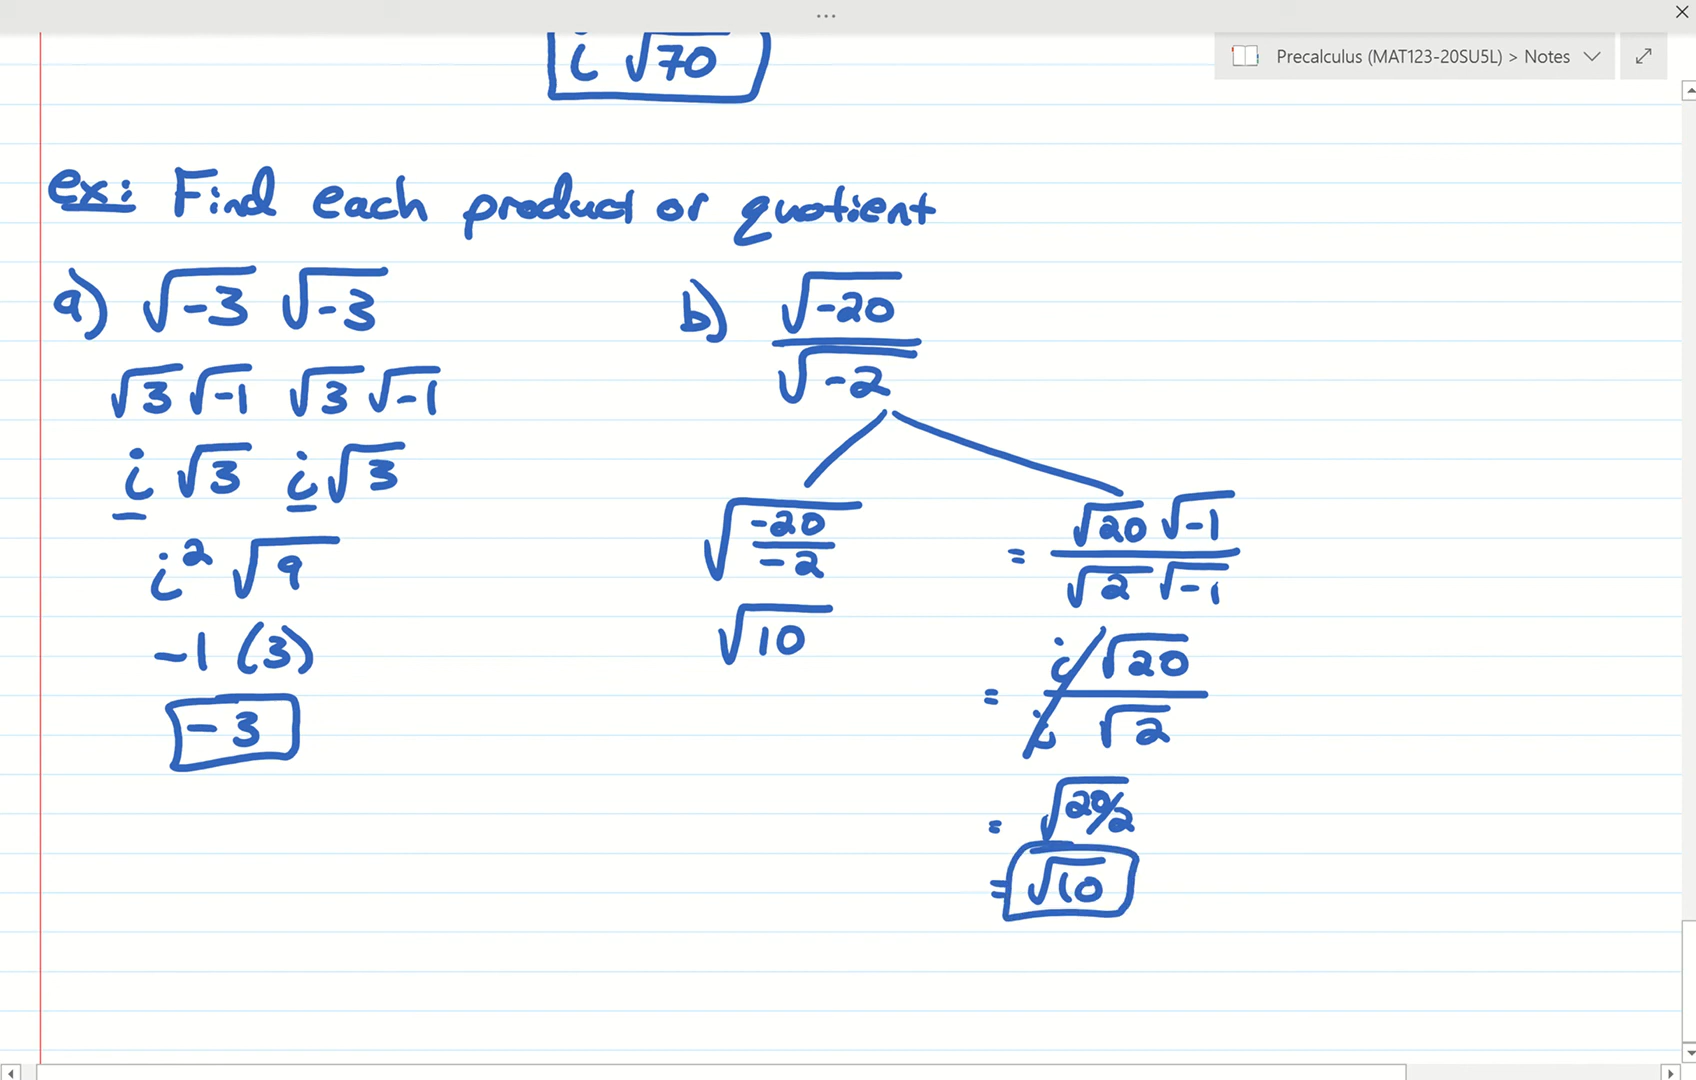 ...
Precalculus (MAT123-20SU5L) > Notes
i √70
ex: Find each product or quotient
a) √-3 √-3
√3 √-1 √3 √-1
i √3 i √3
i² √9
-1 (3)
-3
b) √-20 / √-2
√(-20 / -2)
√10
= √20 √-1 / √2 √-1
= i √20 / i √2
= √20/2
= √10